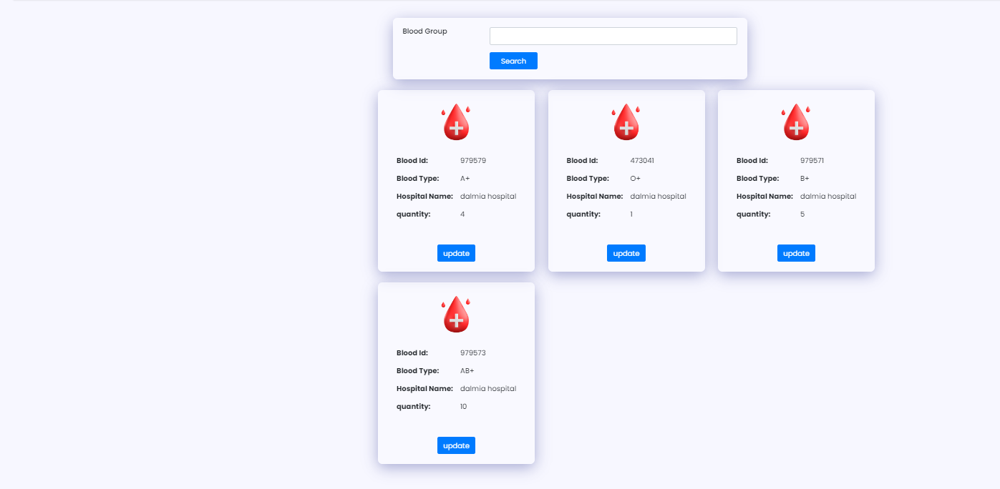 Blood Group
Search
Blood Id: 979579
Blood Type: A+
Hospital Name: dalmia hospital
quantity: 4
update
Blood Id: 473041
Blood Type: O+
Hospital Name: dalmia hospital
quantity: 1
update
Blood Id: 979571
Blood Type: B+
Hospital Name: dalmia hospital
quantity: 5
update
Blood Id: 979573
Blood Type: AB+
Hospital Name: dalmia hospital
quantity: 10
update